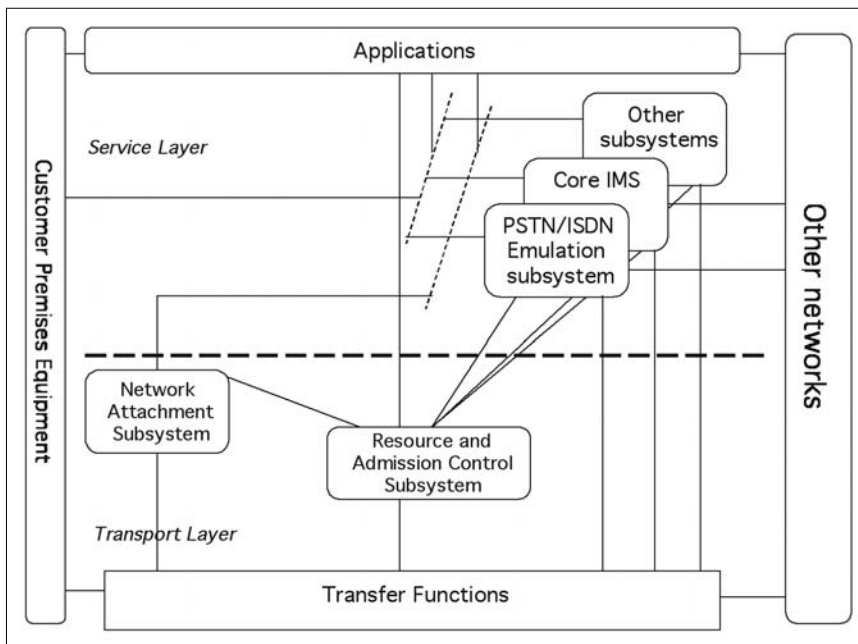 Applications
Service Layer
Other
subsystems
Core IMS
PSTN/ISDN
Emulation
subsystem
Customer Premises Equipment
Other networks
Network
Attachment
Subsystem
Resource and
Admission Control
Subsystem
Transport Layer
Transfer Functions